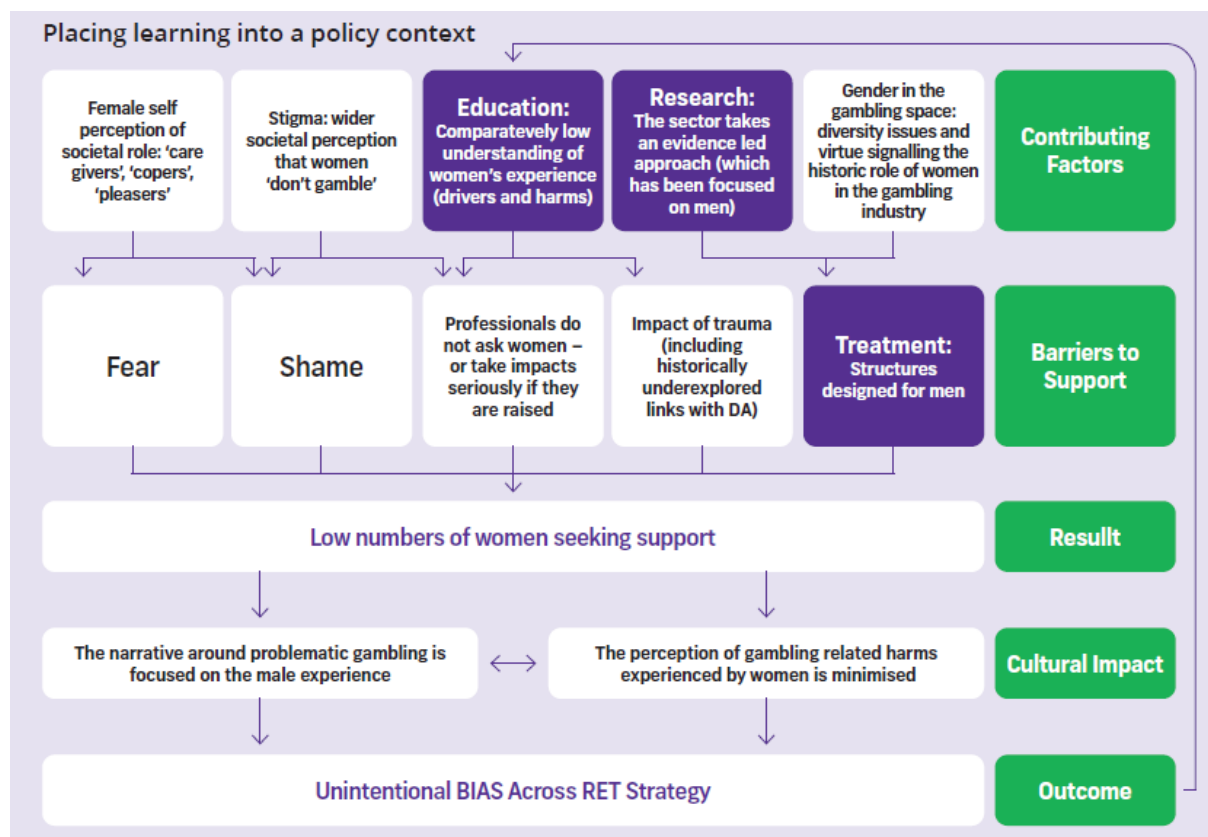 Placing learning into a policy context
Female self
perception of
societal role: ‘care
givers’, ‘copers’,
‘pleasers’
Stigma: wider
societal perception
that women
‘don’t gamble’
Education:
Comparatevely low
understanding of
women’s experience
(drivers and harms)
Research:
The sector takes
an evidence led
approach (which
has been focused
on men)
Gender in the
gambling space:
diversity issues and
virtue signalling the
historic role of women
in the gambling
industry
Contributing
Factors
Fear
Shame
Professionals do
not ask women –
or take impacts
seriously if they
are raised
Impact of trauma
(including
historically
underexplored
links with DA)
Treatment:
Structures
designed for men
Barriers to
Support
Low numbers of women seeking support
Resullt
The narrative around problematic gambling is
focused on the male experience
The perception of gambling related harms
experienced by women is minimised
Cultural Impact
Unintentional BIAS Across RET Strategy
Outcome